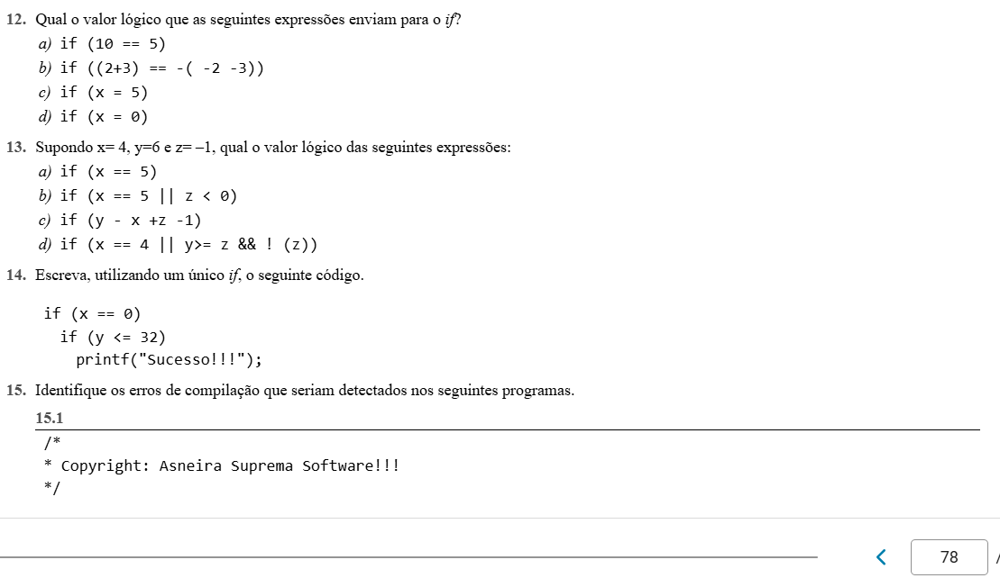 12. Qual o valor lógico que as seguintes expressões enviam para o if?
a) if (10 == 5)
b) if ((2+3) == -( -2 -3))
c) if (x = 5)
d) if (x = 0)
13. Supondo x= 4, y=6 e z= –1, qual o valor lógico das seguintes expressões:
a) if (x == 5)
b) if (x == 5 || z < 0)
c) if (y - x +z -1)
d) if (x == 4 || y>= z && ! (z))
14. Escreva, utilizando um único if, o seguinte código.
if (x == 0)
if (y <= 32)
printf("Sucesso!!!");
15. Identifique os erros de compilação que seriam detectados nos seguintes programas.
15.1
/*
* Copyright: Asneira Suprema Software!!!
*/
78 /